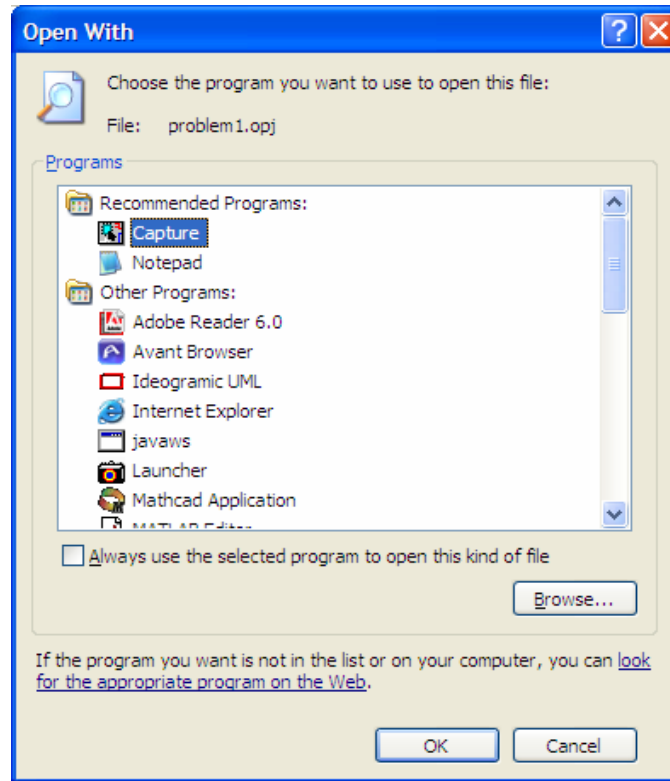 Open With
Choose the program you want to use to open this file:
File: problem1.opj
Programs
Recommended Programs:
Capture
Notepad
Other Programs:
Adobe Reader 6.0
Avant Browser
Ideogramic UML
Internet Explorer
javaws
Launcher
Mathcad Application
MATLAB Editor
Always use the selected program to open this kind of file
Browse...
If the program you want is not in the list or on your computer, you can look
for the appropriate program on the Web.
OK
Cancel